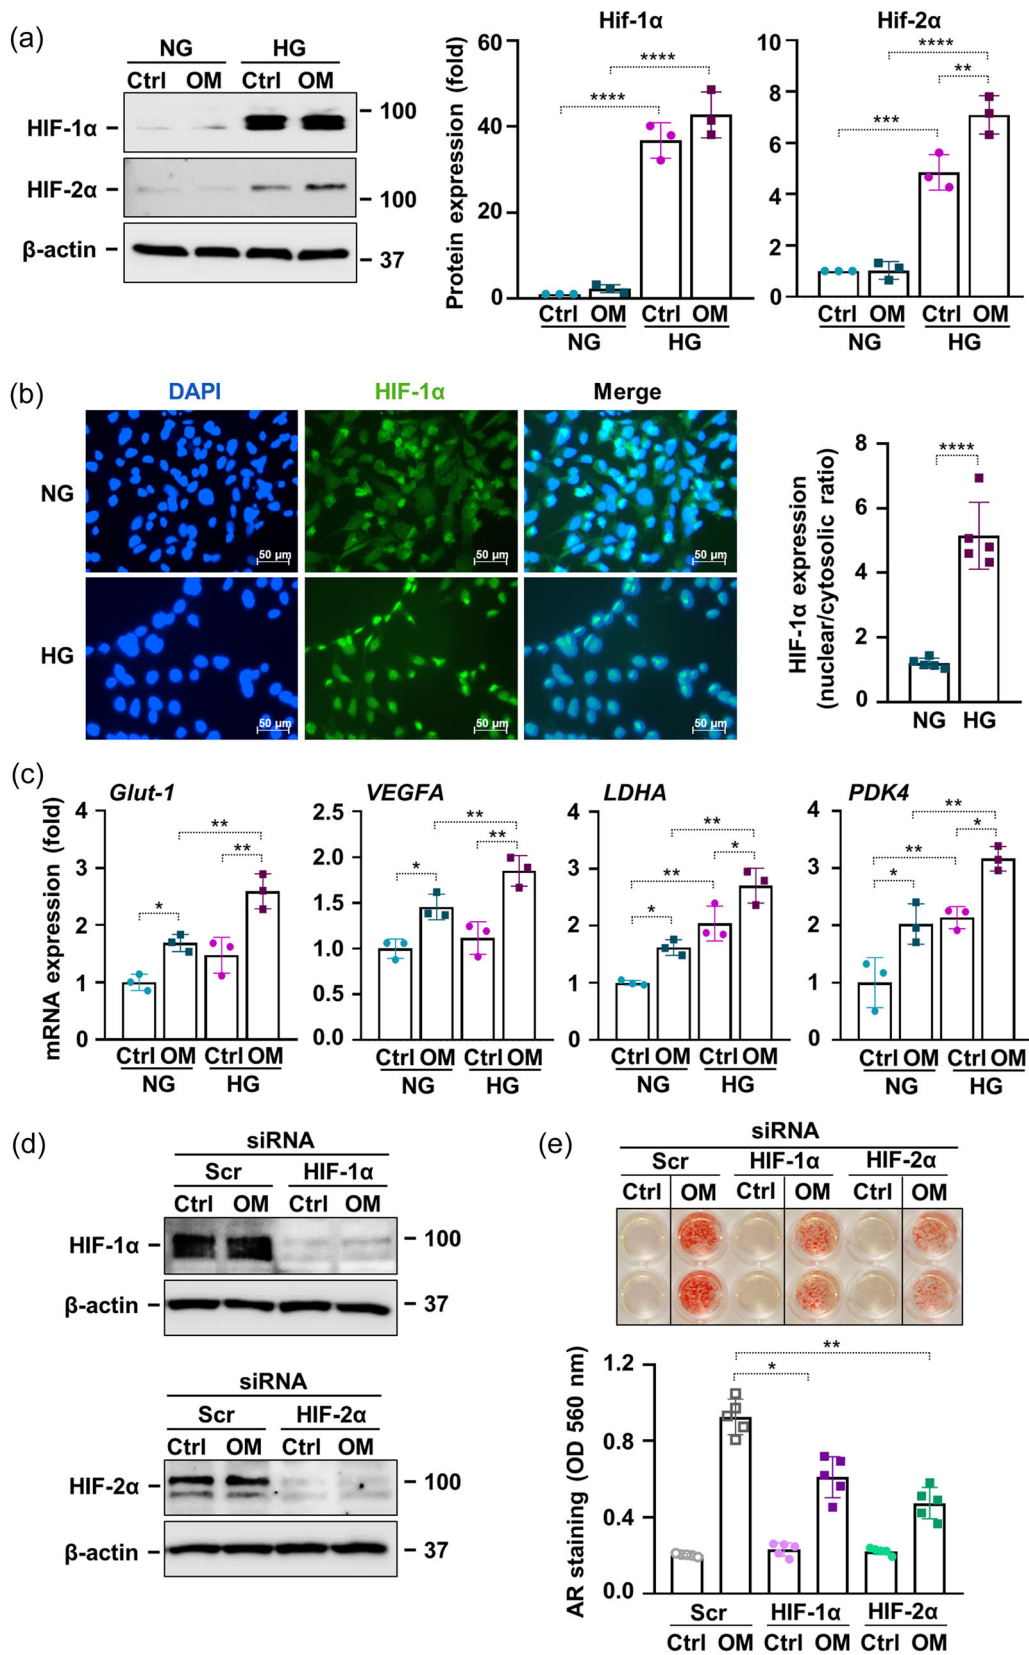 (a)
NG HG
Ctrl OM Ctrl OM
HIF-1α – – 100
HIF-2α – – 100
β-actin – – 37
Hif-1α
Protein expression (fold)
60
40
20
0
**** ****
Ctrl OM Ctrl OM
NG HG
Hif-2α
10
8
6
4
2
0
*** **** **
Ctrl OM Ctrl OM
NG HG
(b)
DAPI HIF-1α Merge
NG
50 µm 50 µm 50 µm
HG
50 µm 50 µm 50 µm
HIF-1α expression
(nuclear/cytosolic ratio)
8
6
4
2
0
****
NG HG
(c)
mRNA expression (fold)
Glut-1
4
3
2
1
0
* ** **
Ctrl OM Ctrl OM
NG HG
VEGFA
2.5
2.0
1.5
1.0
0.5
0.0
* ** **
Ctrl OM Ctrl OM
NG HG
LDHA
4
3
2
1
0
* ** ** *
Ctrl OM Ctrl OM
NG HG
PDK4
4
3
2
1
0
* ** ** *
Ctrl OM Ctrl OM
NG HG
(d)
siRNA
Scr HIF-1α
Ctrl OM Ctrl OM
HIF-1α – – 100
β-actin – – 37
siRNA
Scr HIF-2α
Ctrl OM Ctrl OM
HIF-2α – – 100
β-actin – – 37
(e)
siRNA
Scr HIF-1α HIF-2α
Ctrl OM Ctrl OM Ctrl OM
AR staining (OD 560 nm)
1.2
0.8
0.4
0.0
* **
Scr HIF-1α HIF-2α
Ctrl OM Ctrl OM Ctrl OM